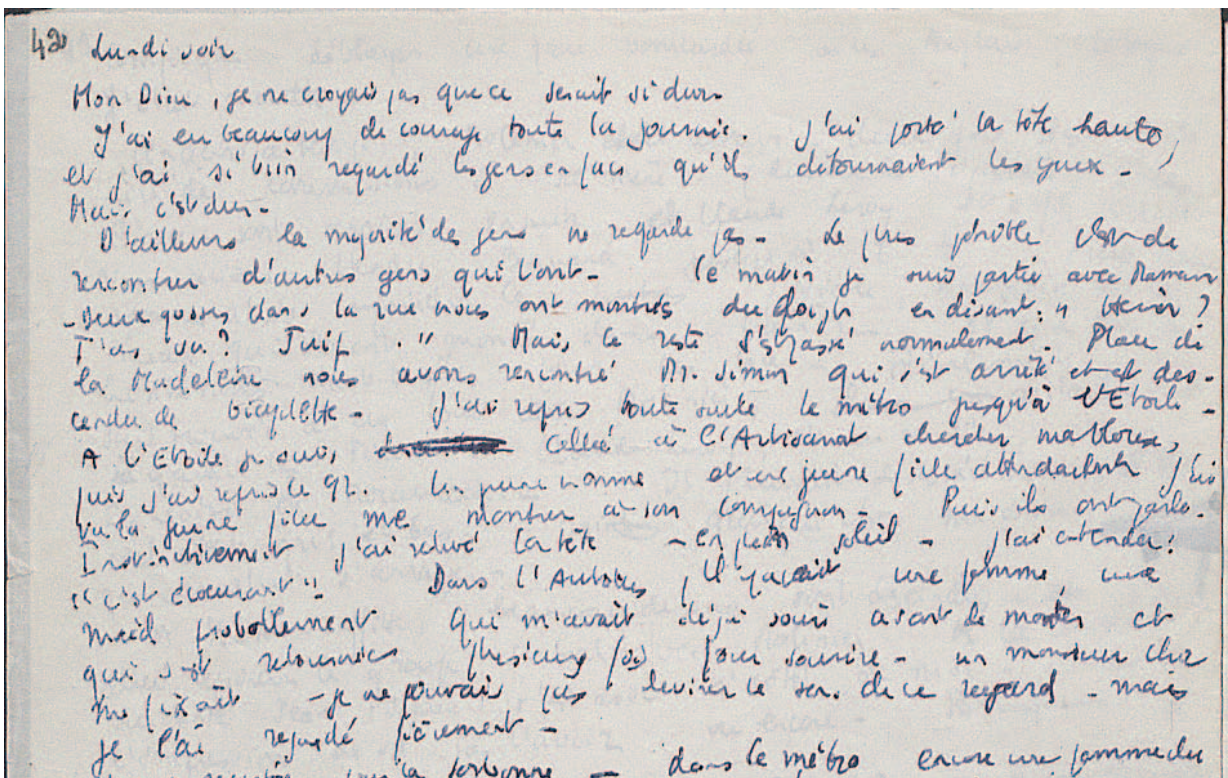 42
Lundi soir
Mon Dieu, je ne croyais pas que ce serait si dur.
J'ai eu beaucoup de courage toute la journée. J'ai porté la tête haute,
et j'ai si bien regardé les gens en face qu'ils détournaient les yeux -
Mais c'est dur -
D'ailleurs la majorité des gens ne regarde pas - Le plus pénible c'est de
rencontrer d'autres gens qui l'ont - Ce matin je suis partie avec Maman
- deux gosses dans la rue nous ont montrés du doigt en disant : " Hein ?
T'as vu ? Juif . " Mais le reste s'est passé normalement. Place de
la Madeleine nous avons rencontré Mr. Simon qui s'est arrêté et est des-
cendu de bicyclette - J'ai repris toute seule le métro jusqu'à l'Etoile -
A l'Etoile je suis allée à l'Artisanat chercher ma blouse,
puis j'ai repris le 92. Un jeune homme et une jeune fille attendaient, j'ai
vu la jeune fille me montrer à son compagnon - Puis ils ont parlé.
Instinctivement j'ai relevé la tête - en plein soleil - j'ai entendu :
" c'est écoeurant " Dans l'Autobus, il y avait une femme une
maid probablement qui m'avait déjà souri avant de monter et
qui s'est retournée plusieurs fois pour sourire - un monsieur chic
me fixait - je ne pouvais pas deviner le sens de ce regard - mais
je l'ai regardé fièrement -
la Sorbonne - dans le métro encore une femme du